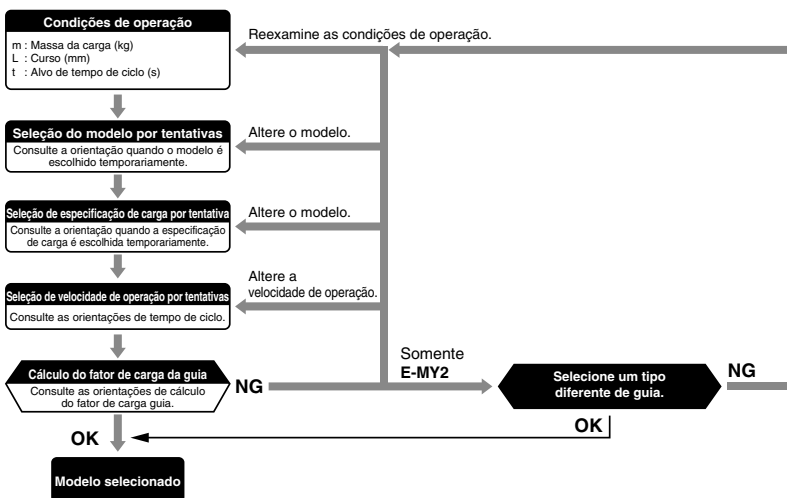 Condições de operação
m : Massa da carga (kg)
L : Curso (mm)
t : Alvo de tempo de ciclo (s)
Reexamine as condições de operação.
Seleção do modelo por tentativas
Consulte a orientação quando o modelo é
escolhido temporariamente.
Altere o modelo.
Seleção de especificação de carga por tentativa
Consulte a orientação quando a especificação
de carga é escolhida temporariamente.
Altere o modelo.
Seleção de velocidade de operação por tentativas
Consulte as orientações de tempo de ciclo.
Altere a
velocidade de operação.
Cálculo do fator de carga da guia
Consulte as orientações de cálculo
do fator de carga guia.
NG
Somente
E-MY2
Selecione um tipo
diferente de guia.
NG
OK
OK
Modelo selecionado